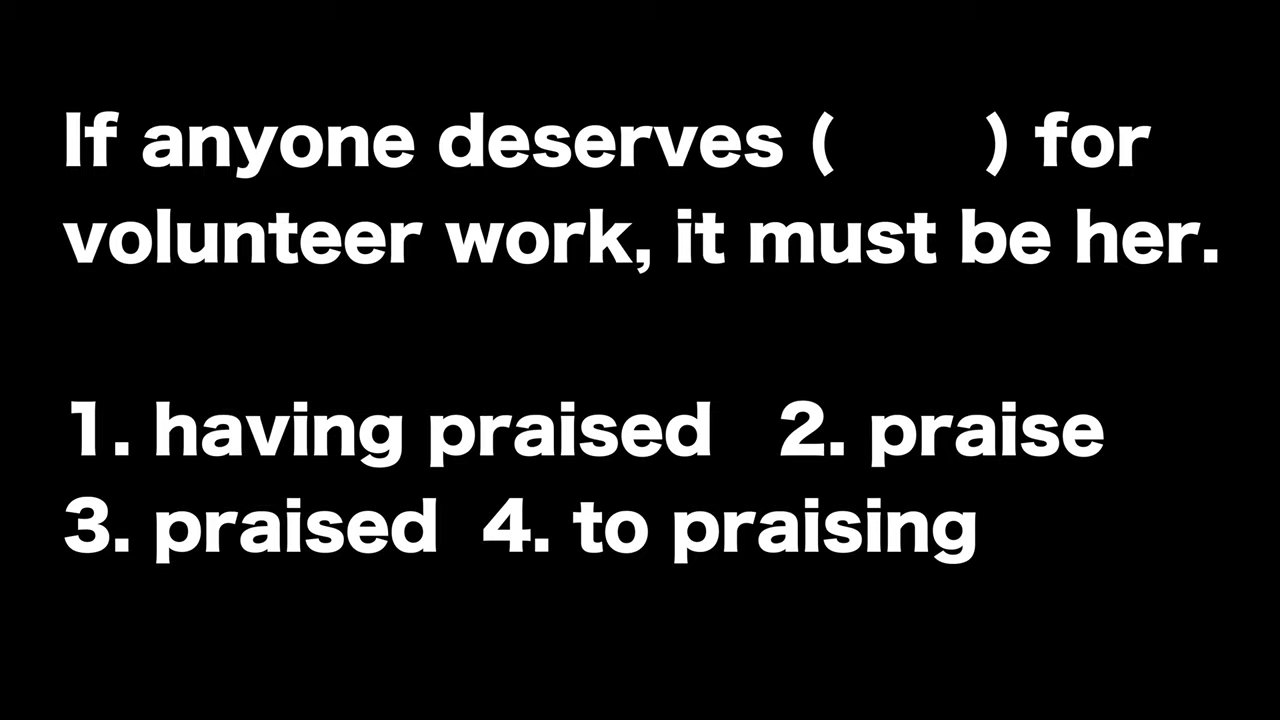 If anyone deserves (      ) for
volunteer work, it must be her.
1. having praised   2. praise
3. praised  4. to praising